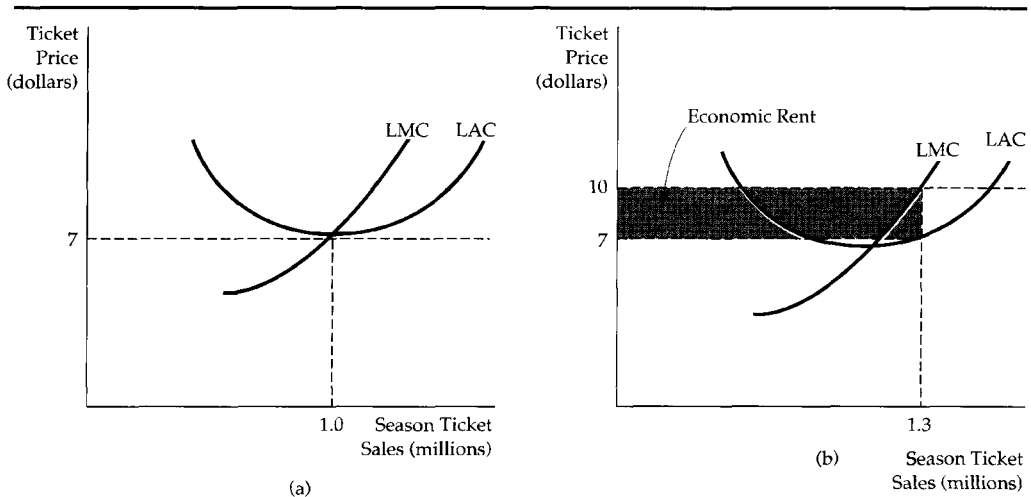 Ticket
Price
(dollars)
LMC
LAC
7
1.0
Season Ticket
Sales (millions)
(a)
Ticket
Price
(dollars)
Economic Rent
LMC
LAC
10
7
1.3
(b)
Season Ticket
Sales (millions)